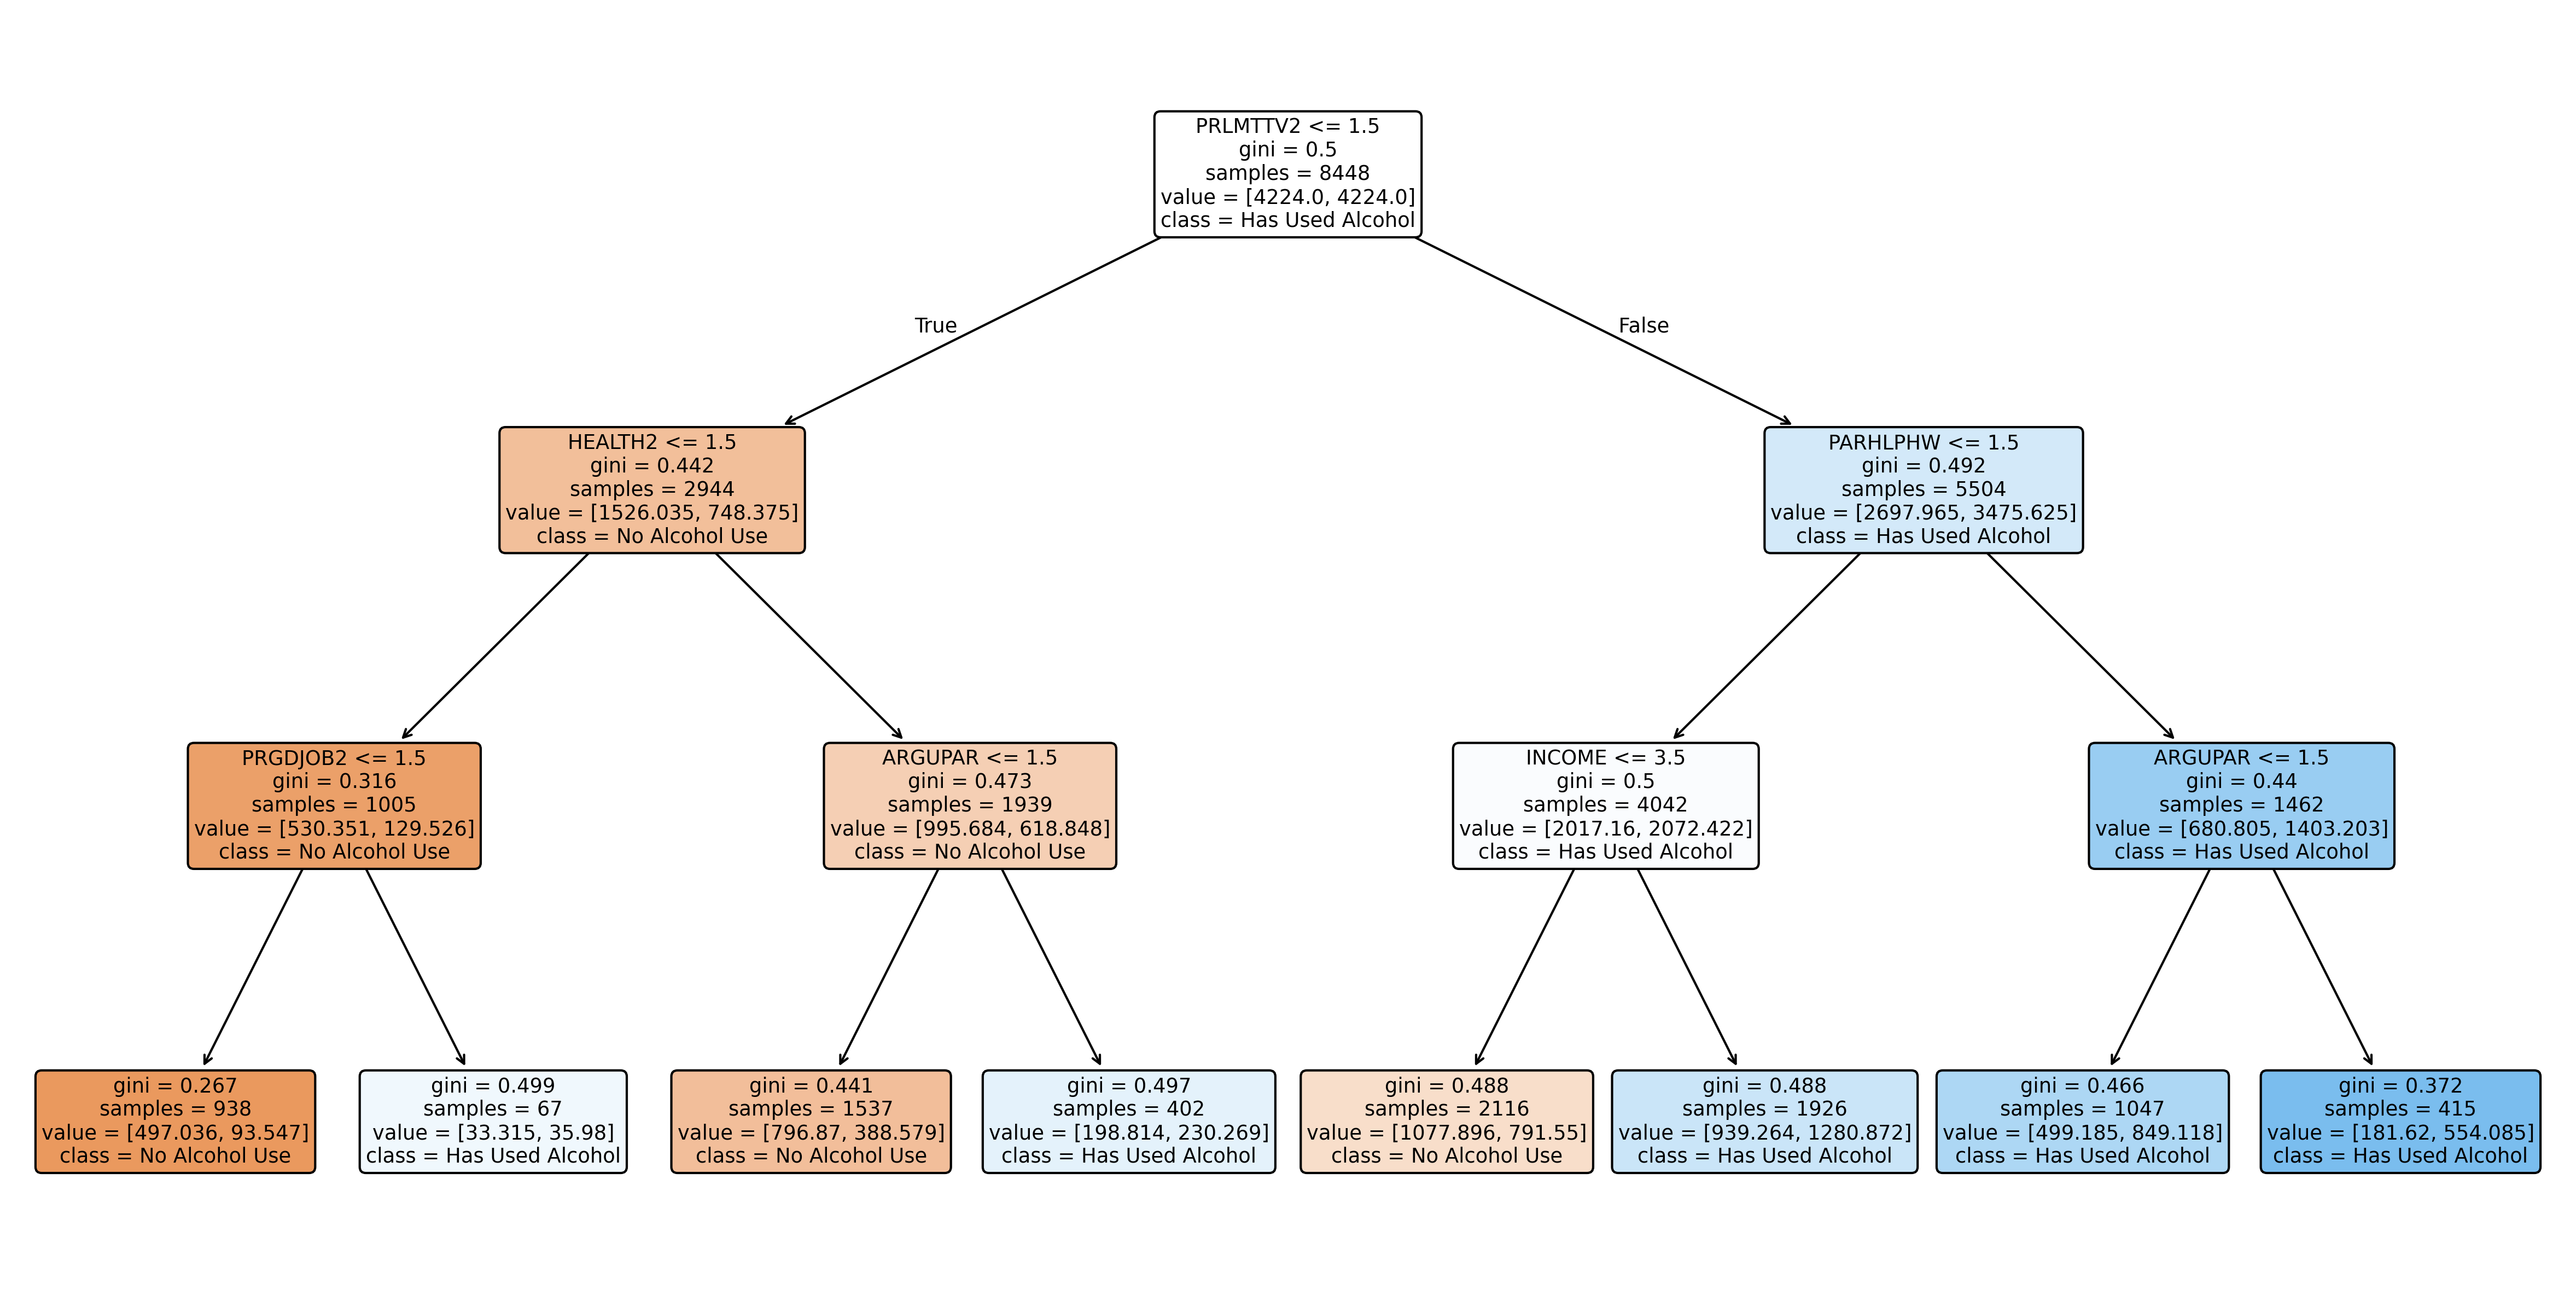 PRLMTTV2 <= 1.5
gini = 0.5
samples = 8448
value = [4224.0, 4224.0]
class = Has Used Alcohol
True
False
HEALTH2 <= 1.5
gini = 0.442
samples = 2944
value = [1526.035, 748.375]
class = No Alcohol Use
PARHLPHW <= 1.5
gini = 0.492
samples = 5504
value = [2697.965, 3475.625]
class = Has Used Alcohol
PRGDJOB2 <= 1.5
gini = 0.316
samples = 1005
value = [530.351, 129.526]
class = No Alcohol Use
ARGUPAR <= 1.5
gini = 0.473
samples = 1939
value = [995.684, 618.848]
class = No Alcohol Use
INCOME <= 3.5
gini = 0.5
samples = 4042
value = [2017.16, 2072.422]
class = Has Used Alcohol
ARGUPAR <= 1.5
gini = 0.44
samples = 1462
value = [680.805, 1403.203]
class = Has Used Alcohol
gini = 0.267
samples = 938
value = [497.036, 93.547]
class = No Alcohol Use
gini = 0.499
samples = 67
value = [33.315, 35.98]
class = Has Used Alcohol
gini = 0.441
samples = 1537
value = [796.87, 388.579]
class = No Alcohol Use
gini = 0.497
samples = 402
value = [198.814, 230.269]
class = Has Used Alcohol
gini = 0.488
samples = 2116
value = [1077.896, 791.55]
class = No Alcohol Use
gini = 0.488
samples = 1926
value = [939.264, 1280.872]
class = Has Used Alcohol
gini = 0.466
samples = 1047
value = [499.185, 849.118]
class = Has Used Alcohol
gini = 0.372
samples = 415
value = [181.62, 554.085]
class = Has Used Alcohol